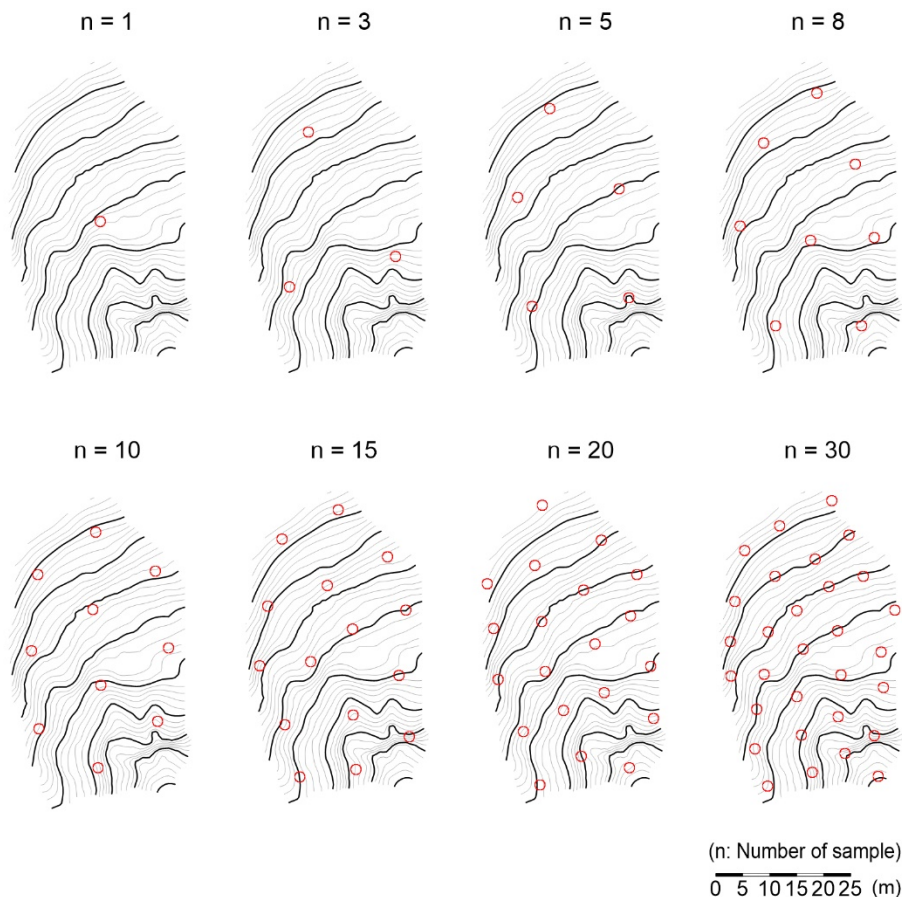 n = 1 n = 3 n = 5 n = 8
n = 10 n = 15 n = 20 n = 30
(n: Number of sample)
0 5 10 15 20 25 (m)